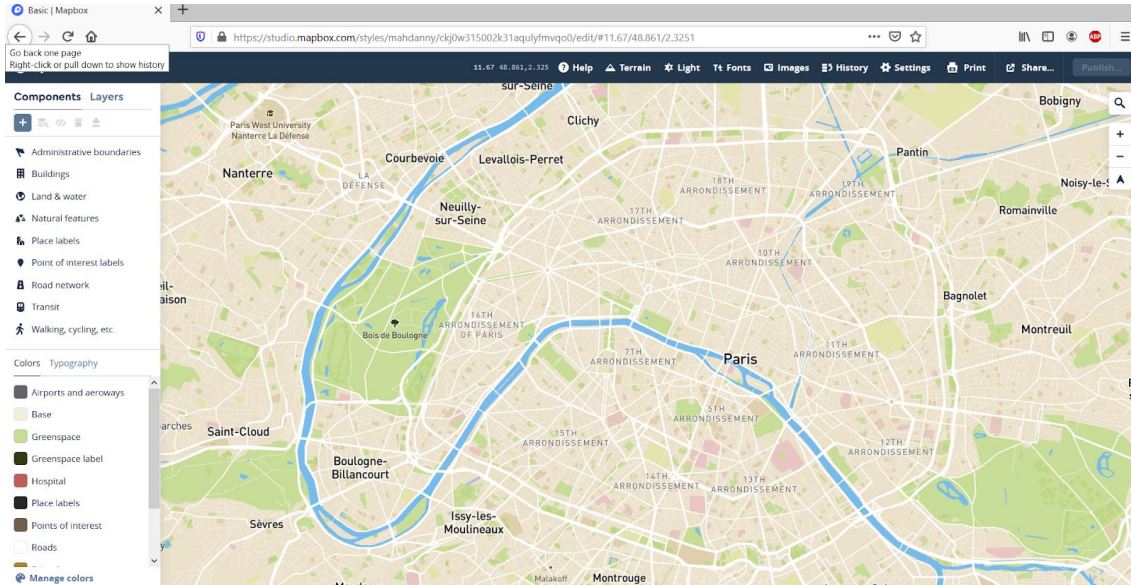 Basic | Mapbox
https://studio.mapbox.com/styles/mahdanny/ckj0w315002k31aqulyfmvqo0/edit/#11.67/48.861/2.3251
ABP
Go back one page
Right-click or pull down to show history
11.67 48.861,2.325 Help Terrain Light Fonts Images History Settings Print Share... Publish...
Components Layers
Administrative boundaries
Buildings
Land & water
Natural features
Place labels
Point of interest labels
Road network
Transit
Walking, cycling, etc.
Colors Typography
Airports and aeroways
Base
Greenspace
Greenspace label
Hospital
Place labels
Points of interest
Roads
Manage colors
sur-Seine
Bobigny
Paris West University
Nanterre La Défense
Clichy
Courbevoie
Levallois-Perret
Pantin
Nanterre
LA
DÉFENSE
18TH
ARRONDISSEMENT
19TH
ARRONDISSEMENT
Noisy-le-S
Neuilly-
sur-Seine
17TH
ARRONDISSEMENT
Romainville
10TH
ARRONDISSEMENT
eil-
aison
Bagnolet
16TH
ARRONDISSEMENT
OF PARIS
Bois de Boulogne
Montreuil
7TH
ARRONDISSEMENT
Paris
11TH
ARRONDISSEMENT
5TH
ARRONDISSEMENT
arches
Saint-Cloud
15TH
ARRONDISSEMENT
12TH
ARRONDISSEMENT
Boulogne-
Billancourt
14TH
ARRONDISSEMENT
13TH
ARRONDISSEMENT
Sèvres
Issy-les-
Moulineaux
Malakoff
Montrouge